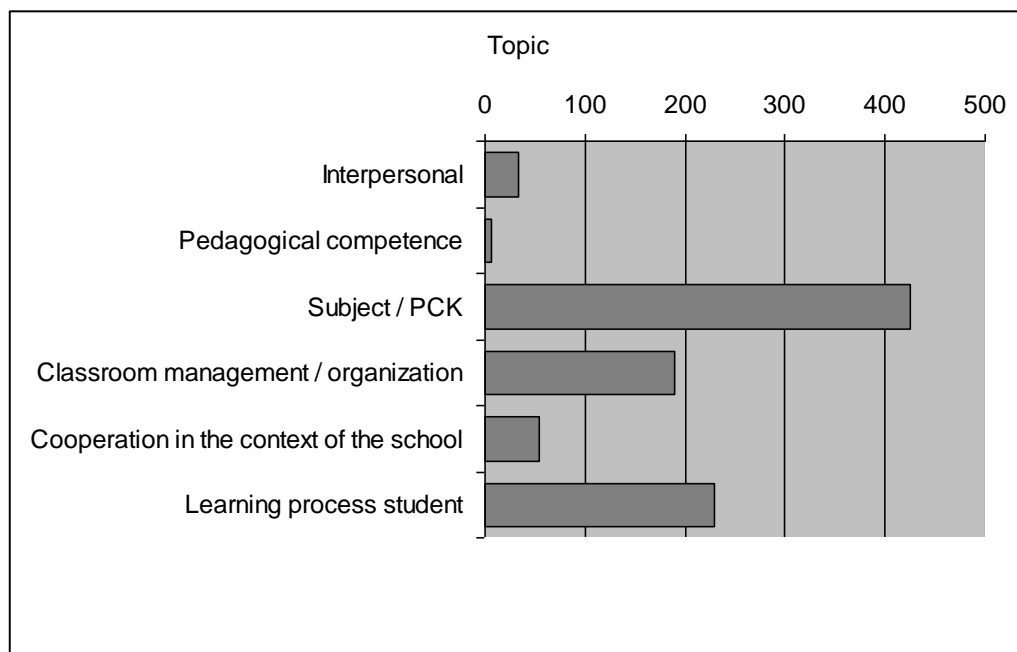 Topic
0 100 200 300 400 500
Interpersonal
Pedagogical competence
Subject / PCK
Classroom management / organization
Cooperation in the context of the school
Learning process student